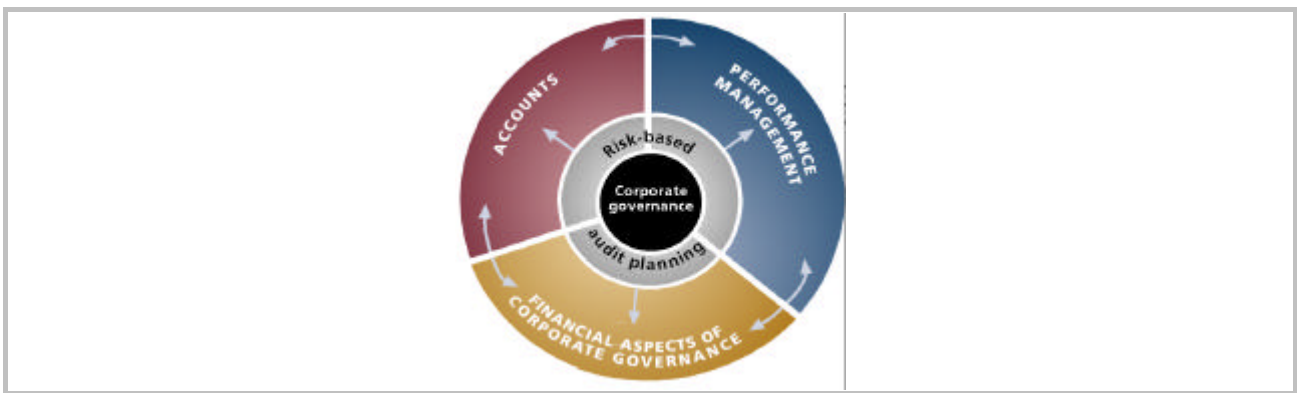 ACCOUNTS
PERFORMANCE
MANAGEMENT
Risk-based
Corporate
governance
audit planning
FINANCIAL ASPECTS OF
CORPORATE GOVERNANCE